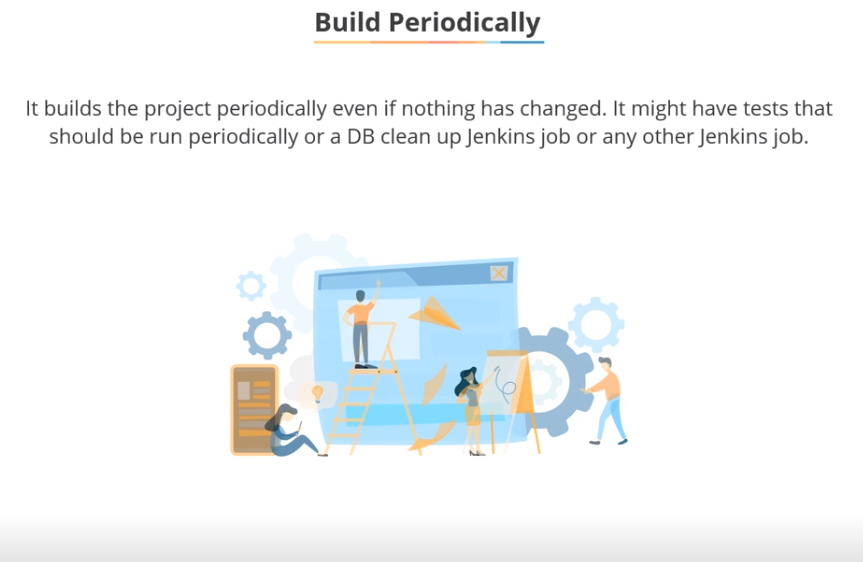 Build Periodically
It builds the project periodically even if nothing has changed. It might have tests that
should be run periodically or a DB clean up Jenkins job or any other Jenkins job.